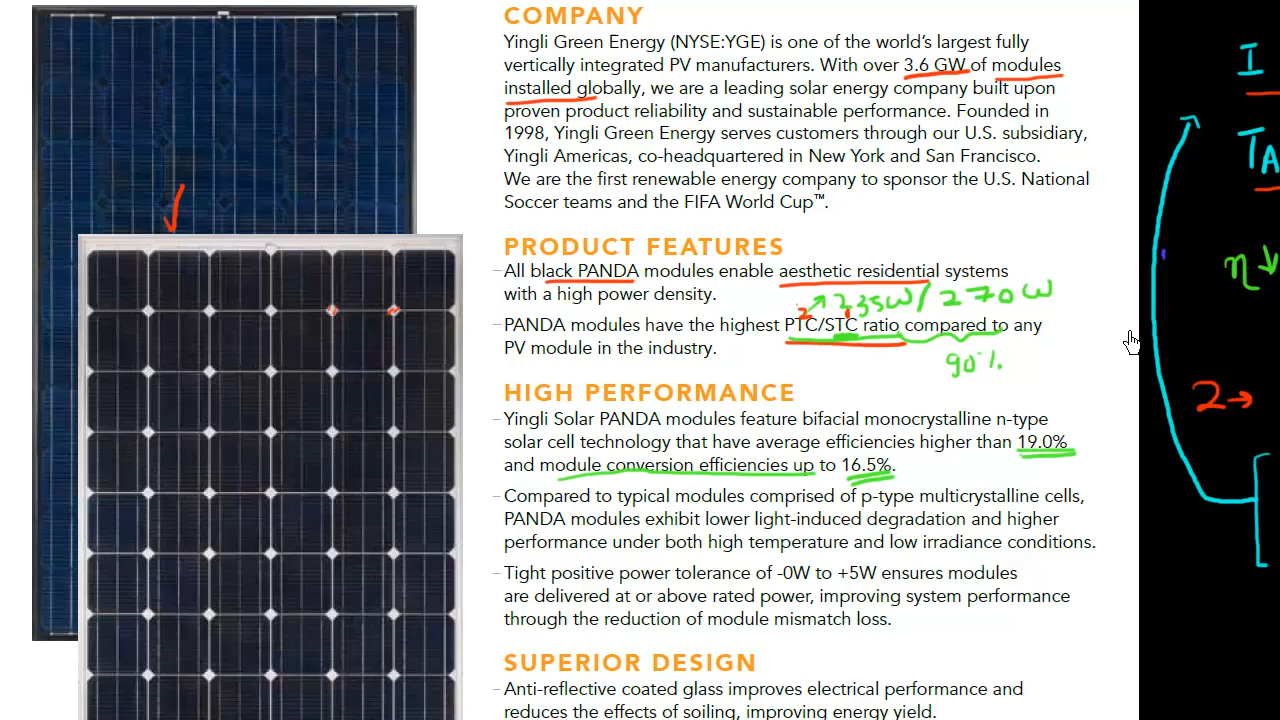 COMPANY
Yingli Green Energy (NYSE:YGE) is one of the world's largest fully
vertically integrated PV manufacturers. With over 3.6 GW of modules
installed globally, we are a leading solar energy company built upon
proven product reliability and sustainable performance. Founded in
1998, Yingli Green Energy serves customers through our U.S. subsidiary,
Yingli Americas, co-headquartered in New York and San Francisco.
We are the first renewable energy company to sponsor the U.S. National
Soccer teams and the FIFA World Cup™.
PRODUCT FEATURES
All black PANDA modules enable aesthetic residential systems
with a high power density.
235W/270W
2 1
PANDA modules have the highest PTC/STC ratio compared to any
PV module in the industry.
90%
HIGH PERFORMANCE
Yingli Solar PANDA modules feature bifacial monocrystalline n-type
solar cell technology that have average efficiencies higher than 19.0%
and module conversion efficiencies up to 16.5%.
Compared to typical modules comprised of p-type multicrystalline cells,
PANDA modules exhibit lower light-induced degradation and higher
performance under both high temperature and low irradiance conditions.
Tight positive power tolerance of -0W to +5W ensures modules
are delivered at or above rated power, improving system performance
through the reduction of module mismatch loss.
SUPERIOR DESIGN
Anti-reflective coated glass improves electrical performance and
reduces the effects of soiling, improving energy yield.
I
TA
η↓
2→